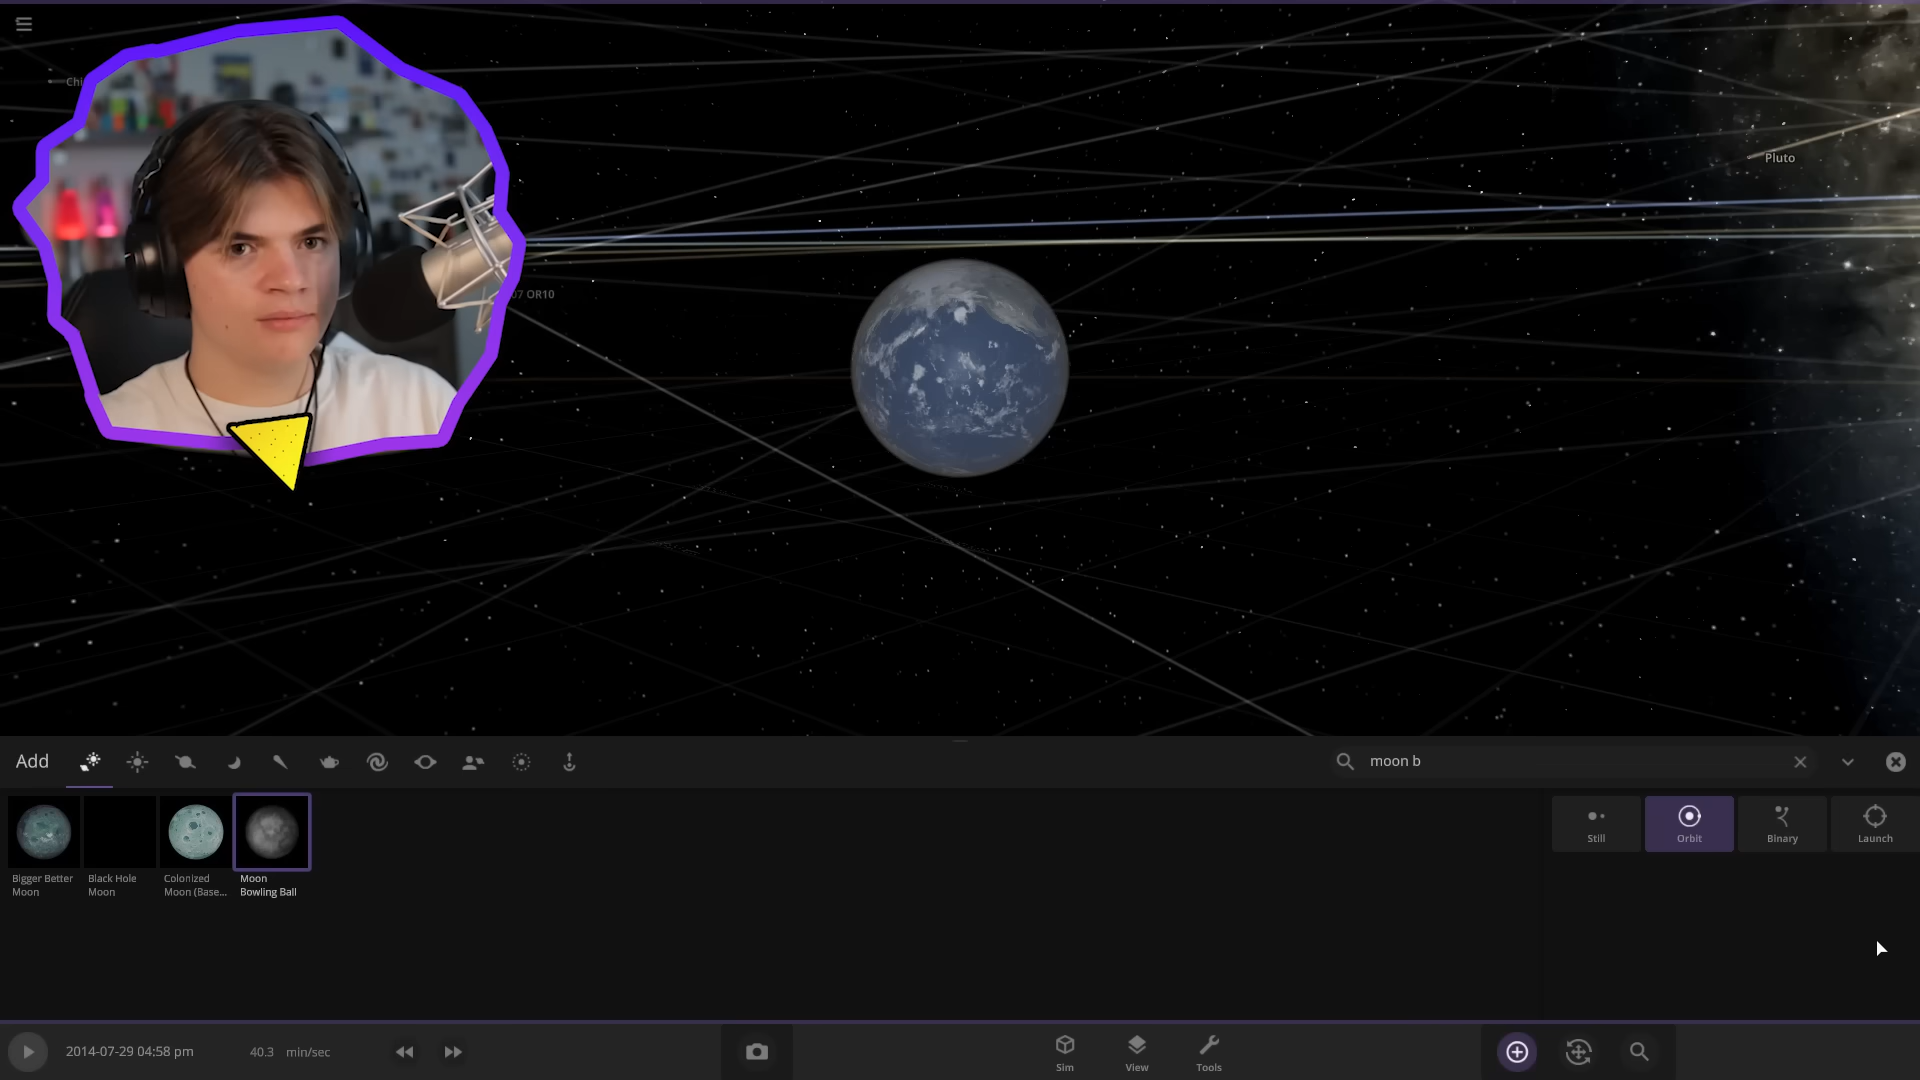 Chi
Pluto
07 OR10
Add
moon b
Bigger Better
Moon
Black Hole
Moon
Colonized
Moon (Base...
Moon
Bowling Ball
Still
Orbit
Binary
Launch
2014-07-29 04:58 pm
40.3 min/sec
Sim
View
Tools